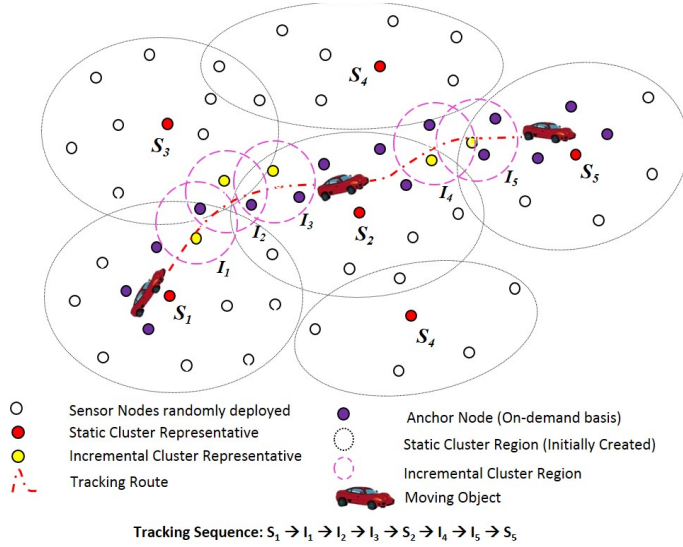 S4
S3
S5
I4
I5
I2
I3
S2
I1
S1
S4
Sensor Nodes randomly deployed
Static Cluster Representative
Incremental Cluster Representative
Tracking Route
Anchor Node (On-demand basis)
Static Cluster Region (Initially Created)
Incremental Cluster Region
Moving Object
Tracking Sequence: S1 → I1 → I2 → I3 → S2 → I4 → I5 → S5